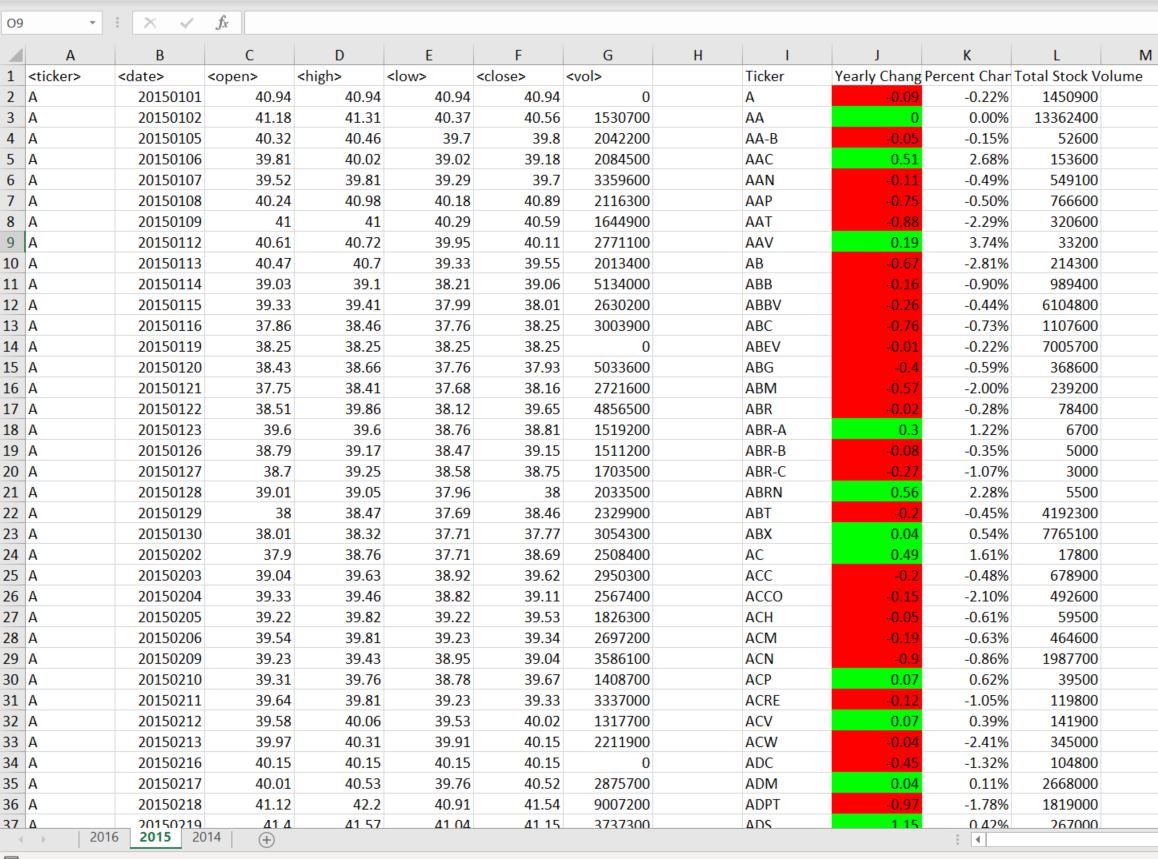 O9 fx
A B C D E F G H I J K L M
1 <ticker> <date> <open> <high> <low> <close> <vol> Ticker Yearly Chang Percent Chan Total Stock Volume
2 A 20150101 40.94 40.94 40.94 40.94 0 A -0.09 -0.22% 1450900
3 A 20150102 41.18 41.31 40.37 40.56 1530700 AA 0 0.00% 13362400
4 A 20150105 40.32 40.46 39.7 39.8 2042200 AA-B -0.05 -0.15% 52600
5 A 20150106 39.81 40.02 39.02 39.18 2084500 AAC 0.51 2.68% 153600
6 A 20150107 39.52 39.81 39.29 39.7 3359600 AAN -0.11 -0.49% 549100
7 A 20150108 40.24 40.98 40.18 40.89 2116300 AAP -0.75 -0.50% 766600
8 A 20150109 41 41 40.29 40.59 1644900 AAT -0.88 -2.29% 320600
9 A 20150112 40.61 40.72 39.95 40.11 2771100 AAV 0.19 3.74% 33200
10 A 20150113 40.47 40.7 39.33 39.55 2013400 AB -0.67 -2.81% 214300
11 A 20150114 39.03 39.1 38.21 39.06 5134000 ABB -0.16 -0.90% 989400
12 A 20150115 39.33 39.41 37.99 38.01 2630200 ABBV -0.26 -0.44% 6104800
13 A 20150116 37.86 38.46 37.76 38.25 3003900 ABC -0.76 -0.73% 1107600
14 A 20150119 38.25 38.25 38.25 38.25 0 ABEV -0.01 -0.22% 7005700
15 A 20150120 38.43 38.66 37.76 37.93 5033600 ABG -0.4 -0.59% 368600
16 A 20150121 37.75 38.41 37.68 38.16 2721600 ABM -0.57 -2.00% 239200
17 A 20150122 38.51 39.86 38.12 39.65 4856500 ABR -0.02 -0.28% 78400
18 A 20150123 39.6 39.6 38.76 38.81 1519200 ABR-A 0.3 1.22% 6700
19 A 20150126 38.79 39.17 38.47 39.15 1511200 ABR-B -0.08 -0.35% 5000
20 A 20150127 38.7 39.25 38.58 38.75 1703500 ABR-C -0.27 -1.07% 3000
21 A 20150128 39.01 39.05 37.96 38 2033500 ABRN 0.56 2.28% 5500
22 A 20150129 38 38.47 37.69 38.46 2329900 ABT -0.2 -0.45% 4192300
23 A 20150130 38.01 38.32 37.71 37.77 3054300 ABX 0.04 0.54% 7765100
24 A 20150202 37.9 38.76 37.71 38.69 2508400 AC 0.49 1.61% 17800
25 A 20150203 39.04 39.63 38.92 39.62 2950300 ACC -0.2 -0.48% 678900
26 A 20150204 39.33 39.46 38.82 39.11 2567400 ACCO -0.15 -2.10% 492600
27 A 20150205 39.22 39.82 39.22 39.53 1826300 ACH -0.05 -0.61% 59500
28 A 20150206 39.54 39.81 39.23 39.34 2697200 ACM -0.19 -0.63% 464600
29 A 20150209 39.23 39.43 38.95 39.04 3586100 ACN -0.9 -0.86% 1987700
30 A 20150210 39.31 39.76 38.78 39.67 1408700 ACP 0.07 0.62% 39500
31 A 20150211 39.64 39.81 39.23 39.33 3337000 ACRE -0.12 -1.05% 119800
32 A 20150212 39.58 40.06 39.53 40.02 1317700 ACV 0.07 0.39% 141900
33 A 20150213 39.97 40.31 39.91 40.15 2211900 ACW -0.04 -2.41% 345000
34 A 20150216 40.15 40.15 40.15 40.15 0 ADC -0.45 -1.32% 104800
35 A 20150217 40.01 40.53 39.76 40.52 2875700 ADM 0.04 0.11% 2668000
36 A 20150218 41.12 42.2 40.91 41.54 9007200 ADPT -0.97 -1.78% 1819000
37 A 20150219 41.4 41.57 41.04 41.15 3737300 ADS 1.15 0.42% 267000
2016 2015 2014